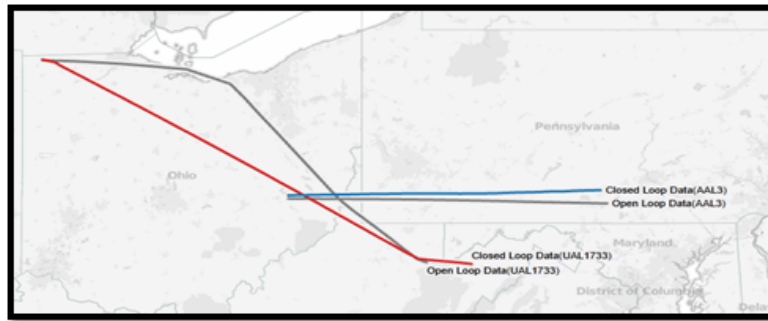 Pennsylvania
Ohio
Closed Loop Data(AAL3)
Open Loop Data(AAL3)
Maryland
Closed Loop Data(UAL1733)
Open Loop Data(UAL1733)
District of Columbia
Dela